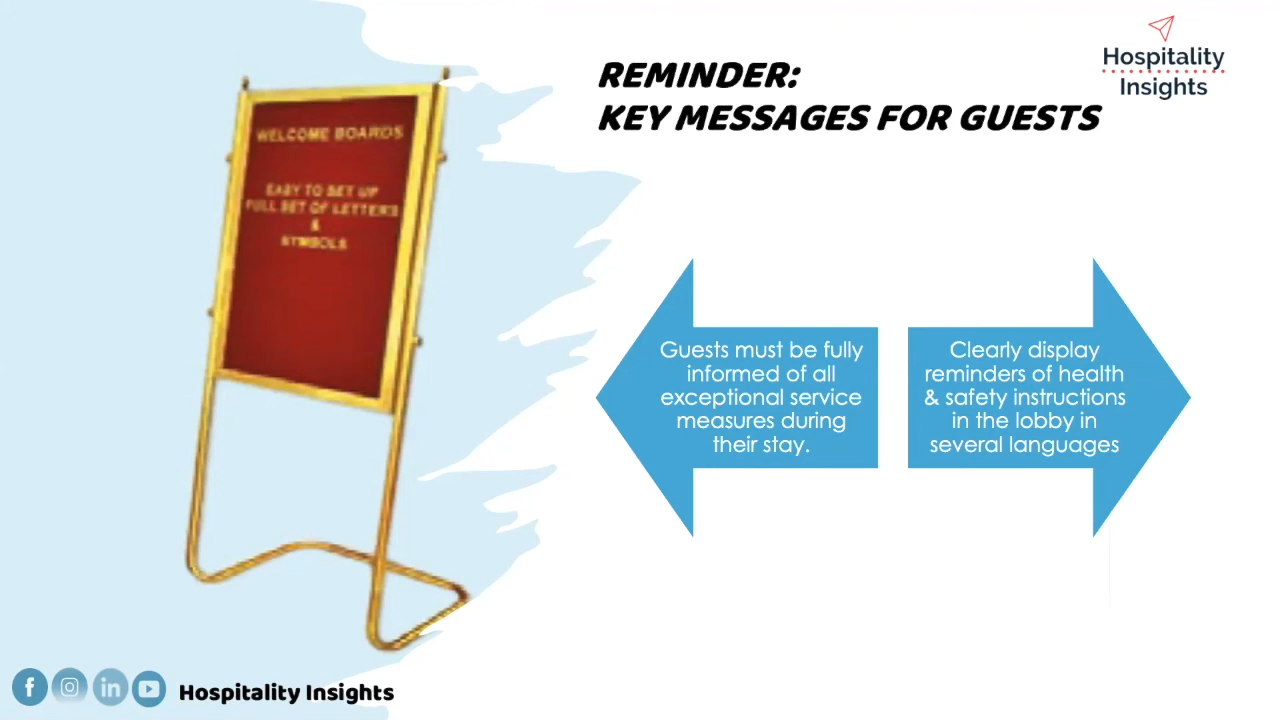 Hospitality
Insights
REMINDER:
KEY MESSAGES FOR GUESTS
WELCOME BOARDS
EASY TO SET UP
FULL SET OF LETTERS
&
SYMBOLS
Guests must be fully
informed of all
exceptional service
measures during
their stay.
Clearly display
reminders of health
& safety instructions
in the lobby in
several languages
f
in
Hospitality Insights